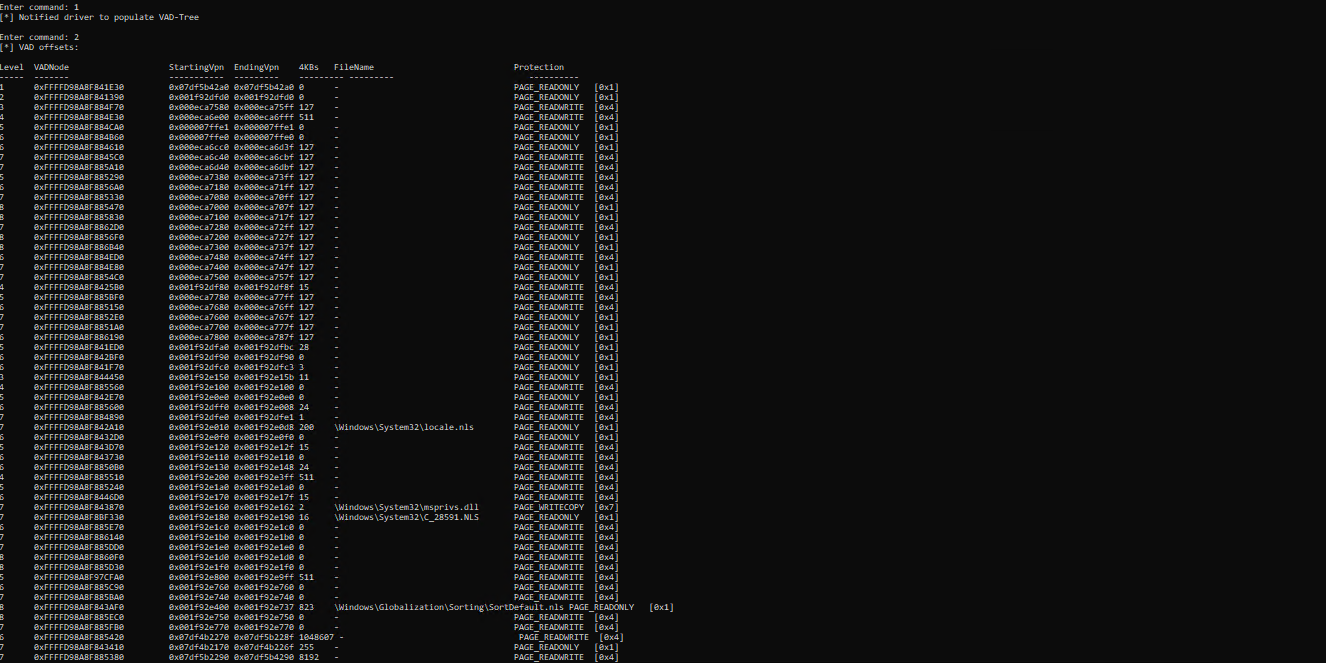 Enter command: 1
[*] Notified driver to populate VAD-Tree
Enter command: 2
[*] VAD offsets:
Level VADNode StartingVpn EndingVpn 4KBs FileName Protection
----- ------- ----------- --------- --------- --------- ----------
1 0xFFFFD98A8F841E30 0x07df5b42a0 0x07df5b42a0 0 - PAGE_READONLY [0x1]
2 0xFFFFD98A8F841390 0x001f92dfd0 0x001f92dfd0 0 - PAGE_READONLY [0x1]
3 0xFFFFD98A8F884F70 0x000eca7580 0x000eca75ff 127 - PAGE_READWRITE [0x4]
4 0xFFFFD98A8F884E30 0x000eca6e00 0x000eca6fff 511 - PAGE_READWRITE [0x4]
5 0xFFFFD98A8F884CA0 0x000007ffe1 0x000007ffe1 0 - PAGE_READONLY [0x1]
6 0xFFFFD98A8F884B60 0x000007ffe0 0x000007ffe0 0 - PAGE_READONLY [0x1]
6 0xFFFFD98A8F884610 0x000eca6cc0 0x000eca6d3f 127 - PAGE_READONLY [0x1]
7 0xFFFFD98A8F8845C0 0x000eca6c40 0x000eca6cbf 127 - PAGE_READWRITE [0x4]
7 0xFFFFD98A8F885A10 0x000eca6d40 0x000eca6dbf 127 - PAGE_READWRITE [0x4]
5 0xFFFFD98A8F885290 0x000eca7380 0x000eca73ff 127 - PAGE_READWRITE [0x4]
6 0xFFFFD98A8F8856A0 0x000eca7180 0x000eca71ff 127 - PAGE_READWRITE [0x4]
7 0xFFFFD98A8F885330 0x000eca7080 0x000eca70ff 127 - PAGE_READWRITE [0x4]
8 0xFFFFD98A8F885470 0x000eca7000 0x000eca707f 127 - PAGE_READONLY [0x1]
8 0xFFFFD98A8F885830 0x000eca7100 0x000eca717f 127 - PAGE_READONLY [0x1]
7 0xFFFFD98A8F8862D0 0x000eca7280 0x000eca72ff 127 - PAGE_READWRITE [0x4]
8 0xFFFFD98A8F8856F0 0x000eca7200 0x000eca727f 127 - PAGE_READONLY [0x1]
8 0xFFFFD98A8F886B40 0x000eca7300 0x000eca737f 127 - PAGE_READONLY [0x1]
6 0xFFFFD98A8F884ED0 0x000eca7480 0x000eca74ff 127 - PAGE_READWRITE [0x4]
7 0xFFFFD98A8F884E80 0x000eca7400 0x000eca747f 127 - PAGE_READONLY [0x1]
7 0xFFFFD98A8F8854C0 0x000eca7500 0x000eca757f 127 - PAGE_READONLY [0x1]
4 0xFFFFD98A8F8425B0 0x001f92df80 0x001f92df8f 15 - PAGE_READWRITE [0x4]
5 0xFFFFD98A8F885BF0 0x000eca7780 0x000eca77ff 127 - PAGE_READWRITE [0x4]
6 0xFFFFD98A8F885150 0x000eca7680 0x000eca76ff 127 - PAGE_READWRITE [0x4]
7 0xFFFFD98A8F8852E0 0x000eca7600 0x000eca767f 127 - PAGE_READONLY [0x1]
7 0xFFFFD98A8F8851A0 0x000eca7700 0x000eca777f 127 - PAGE_READONLY [0x1]
6 0xFFFFD98A8F886190 0x000eca7800 0x000eca787f 127 - PAGE_READONLY [0x1]
5 0xFFFFD98A8F841ED0 0x001f92dfa0 0x001f92dfbc 28 - PAGE_READONLY [0x1]
6 0xFFFFD98A8F842BF0 0x001f92df90 0x001f92df90 0 - PAGE_READONLY [0x1]
6 0xFFFFD98A8F841F70 0x001f92dfc0 0x001f92dfc3 3 - PAGE_READONLY [0x1]
3 0xFFFFD98A8F844450 0x001f92e150 0x001f92e15b 11 - PAGE_READONLY [0x1]
4 0xFFFFD98A8F885560 0x001f92e100 0x001f92e100 0 - PAGE_READWRITE [0x4]
5 0xFFFFD98A8F842E70 0x001f92e0e0 0x001f92e0e0 0 - PAGE_READONLY [0x1]
6 0xFFFFD98A8F885600 0x001f92dff0 0x001f92e008 24 - PAGE_READWRITE [0x4]
7 0xFFFFD98A8F884890 0x001f92dfe0 0x001f92dfe1 1 - PAGE_READWRITE [0x4]
7 0xFFFFD98A8F842A10 0x001f92e010 0x001f92e0d8 200 \Windows\System32\locale.nls PAGE_READONLY [0x1]
6 0xFFFFD98A8F8432D0 0x001f92e0f0 0x001f92e0f0 0 - PAGE_READONLY [0x1]
5 0xFFFFD98A8F843D70 0x001f92e120 0x001f92e12f 15 - PAGE_READWRITE [0x4]
6 0xFFFFD98A8F843730 0x001f92e110 0x001f92e110 0 - PAGE_READWRITE [0x4]
6 0xFFFFD98A8F8850B0 0x001f92e130 0x001f92e148 24 - PAGE_READWRITE [0x4]
4 0xFFFFD98A8F885510 0x001f92e200 0x001f92e3ff 511 - PAGE_READWRITE [0x4]
5 0xFFFFD98A8F885240 0x001f92e1a0 0x001f92e1a0 0 - PAGE_READWRITE [0x4]
6 0xFFFFD98A8F8446D0 0x001f92e170 0x001f92e17f 15 - PAGE_READWRITE [0x4]
7 0xFFFFD98A8F843870 0x001f92e160 0x001f92e162 2 \Windows\System32\msprivs.dll PAGE_WRITECOPY [0x7]
7 0xFFFFD98A8F8BF330 0x001f92e180 0x001f92e190 16 \Windows\System32\C_28591.NLS PAGE_READONLY [0x1]
6 0xFFFFD98A8F885E70 0x001f92e1c0 0x001f92e1c0 0 - PAGE_READWRITE [0x4]
7 0xFFFFD98A8F886140 0x001f92e1b0 0x001f92e1b0 0 - PAGE_READWRITE [0x4]
7 0xFFFFD98A8F885DD0 0x001f92e1e0 0x001f92e1e0 0 - PAGE_READWRITE [0x4]
8 0xFFFFD98A8F8860F0 0x001f92e1d0 0x001f92e1d0 0 - PAGE_READWRITE [0x4]
8 0xFFFFD98A8F885D30 0x001f92e1f0 0x001f92e1f0 0 - PAGE_READWRITE [0x4]
5 0xFFFFD98A8F97CFA0 0x001f92e800 0x001f92e9ff 511 - PAGE_READWRITE [0x4]
6 0xFFFFD98A8F885C90 0x001f92e760 0x001f92e760 0 - PAGE_READWRITE [0x4]
7 0xFFFFD98A8F885BA0 0x001f92e740 0x001f92e740 0 - PAGE_READWRITE [0x4]
8 0xFFFFD98A8F843AF0 0x001f92e400 0x001f92e737 823 \Windows\Globalization\Sorting\SortDefault.nls PAGE_READONLY [0x1]
8 0xFFFFD98A8F885EC0 0x001f92e750 0x001f92e750 0 - PAGE_READWRITE [0x4]
7 0xFFFFD98A8F885FB0 0x001f92e770 0x001f92e770 0 - PAGE_READWRITE [0x4]
6 0xFFFFD98A8F885420 0x07df4b2270 0x07df5b228f 1048607 - PAGE_READWRITE [0x4]
7 0xFFFFD98A8F843410 0x07df4b2170 0x07df4b226f 255 - PAGE_READONLY [0x1]
7 0xFFFFD98A8F885380 0x07df5b2290 0x07df5b4290 8192 - PAGE_READWRITE [0x4]